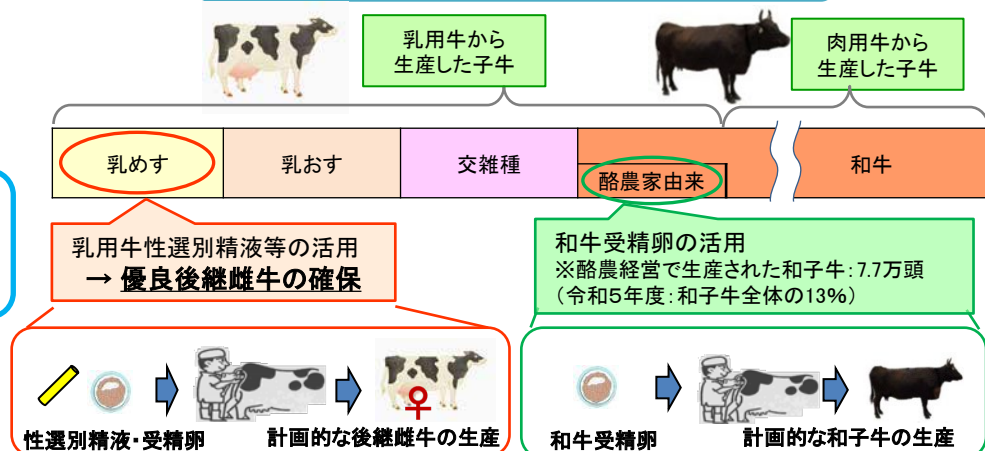 乳用牛から
生産した子牛
肉用牛から
生産した子牛
乳めす
乳おす
交雑種
酪農家由来
和牛
乳用牛性選別精液等の活用
→ 優良後継雌牛の確保
和牛受精卵の活用
※酪農経営で生産された和子牛:7.7万頭
(令和5年度:和子牛全体の13%)
性選別精液・受精卵
計画的な後継雌牛の生産
和牛受精卵
計画的な和子牛の生産